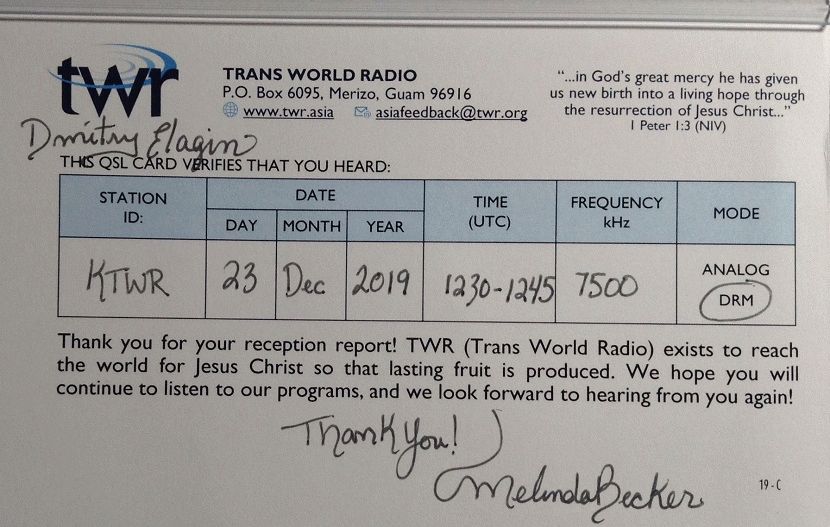 twr
TRANS WORLD RADIO
P.O. Box 6095, Merizo, Guam 96916
www.twr.asia asiafeedback@twr.org
“...in God's great mercy he has given
us new birth into a living hope through
the resurrection of Jesus Christ...”
1 Peter 1:3 (NIV)
Dmitry Elagin
THIS QSL CARD VERIFIES THAT YOU HEARD:
STATION ID: DATE TIME (UTC) FREQUENCY kHz MODE
DAY MONTH YEAR
KTWR 23 Dec 2019 1230-1245 7500 ANALOG
DRM
Thank you for your reception report! TWR (Trans World Radio) exists to reach
the world for Jesus Christ so that lasting fruit is produced. We hope you will
continue to listen to our programs, and we look forward to hearing from you again!
Thank You!
Melinda Becker
19-C